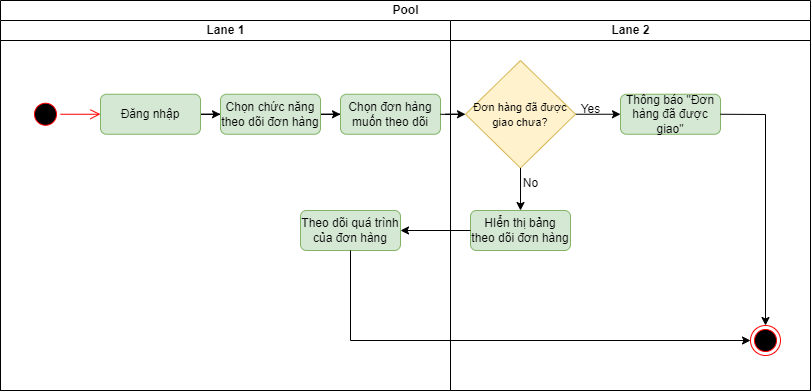 Pool
Lane 1
Lane 2
Đăng nhập
Chọn chức năng
theo dõi đơn hàng
Chọn đơn hàng
muốn theo dõi
Đơn hàng đã được
giao chưa?
Yes
Thông báo "Đơn
hàng đã được
giao"
No
Theo dõi quá trình
của đơn hàng
HIển thị bảng
theo dõi đơn hàng